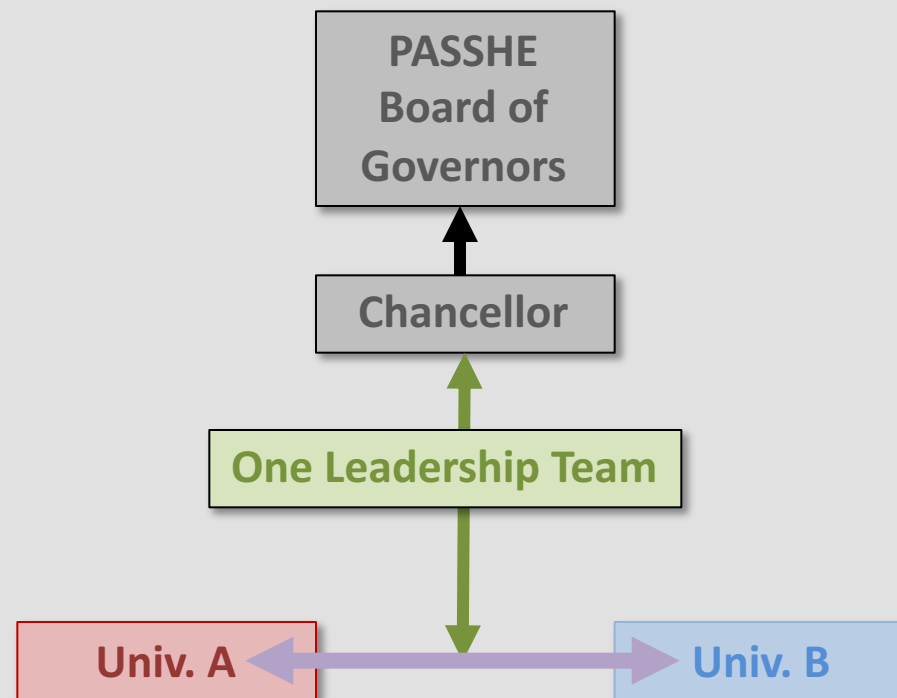 PASSHE
Board of
Governors
Chancellor
One Leadership Team
Univ. A
Univ. B